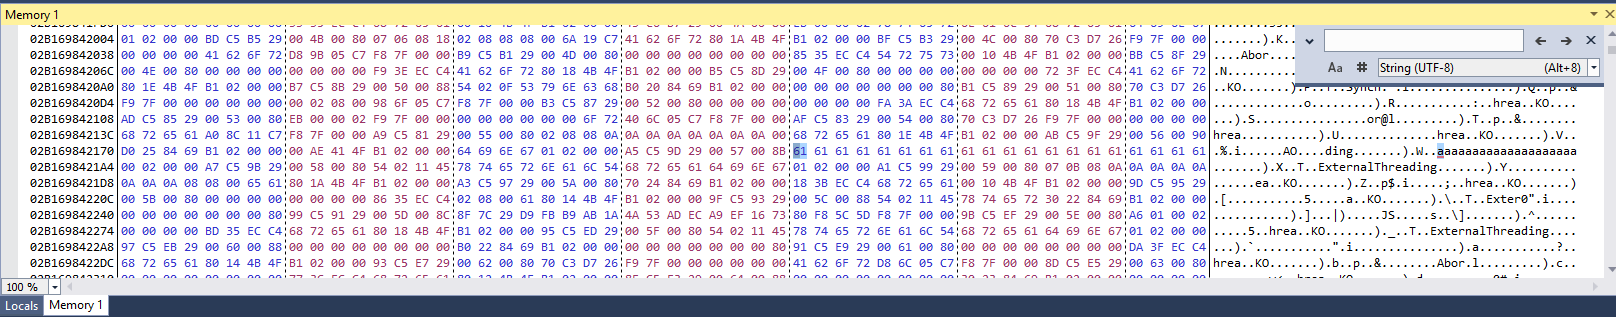 Memory 1
02B169842004 01 02 00 00 BD C5 B5 29 00 4B 00 80 07 06 08 18 02 08 08 08 00 6A 19 C7 41 62 6F 72 80 1A 4B 4F B1 02 00 00 BF C5 B3 29 00 4C 00 80 70 C3 D7 26 F9 7F 00 00
02B169842038 00 00 00 00 41 62 6F 72 D8 9B 05 C7 F8 7F 00 00 B9 C5 B1 29 00 4D 00 80 00 00 00 00 00 00 00 00 85 35 EC C4 54 72 75 73 00 10 4B 4F B1 02 00 00 BB C5 8F 29
02B16984206C 00 4E 00 80 00 00 00 00 00 00 00 00 F9 3E EC C4 41 62 6F 72 80 18 4B 4F B1 02 00 00 B5 C5 8D 29 00 4F 00 80 00 00 00 00 00 00 00 00 72 3F EC C4 41 62 6F 72
02B1698420A0 80 1E 4B 4F B1 02 00 00 B7 C5 8B 29 00 50 00 88 54 02 0F 53 79 6E 63 68 B0 20 84 69 B1 02 00 00 00 00 00 00 00 00 00 00 B1 C5 89 29 00 51 00 80 70 C3 D7 26
02B1698420D4 F9 7F 00 00 00 00 00 00 00 02 08 00 98 6F 05 C7 F8 7F 00 00 B3 C5 87 29 00 52 00 80 00 00 00 00 00 00 00 00 FA 3A EC C4 68 72 65 61 80 18 4B 4F B1 02 00 00
02B169842108 AD C5 85 29 00 53 00 80 EB 00 00 02 F9 7F 00 00 00 00 00 00 00 00 6F 72 40 6C 05 C7 F8 7F 00 00 AF C5 83 29 00 54 00 80 70 C3 D7 26 F9 7F 00 00 00 00 00 00
02B16984213C 68 72 65 61 A0 8C 11 C7 F8 7F 00 00 A9 C5 81 29 00 55 00 80 02 08 08 0A 0A 0A 0A 0A 0A 0A 0A 00 68 72 65 61 80 1E 4B 4F B1 02 00 00 AB C5 9F 29 00 56 00 90
02B169842170 D0 25 84 69 B1 02 00 00 00 AE 41 4F B1 02 00 00 64 69 6E 67 01 02 00 00 A5 C5 9D 29 00 57 00 8B 61 61 61 61 61 61 61 61 61 61 61 61 61 61 61 61 61 61 61 61
02B1698421A4 00 02 00 00 A7 C5 9B 29 00 58 00 80 54 02 11 45 78 74 65 72 6E 61 6C 54 68 72 65 61 64 69 6E 67 01 02 00 00 A1 C5 99 29 00 59 00 80 07 0B 08 0A 0A 0A 0A 0A
02B1698421D8 0A 0A 0A 08 08 00 65 61 80 1A 4B 4F B1 02 00 00 A3 C5 97 29 00 5A 00 80 70 24 84 69 B1 02 00 00 18 3B EC C4 68 72 65 61 00 10 4B 4F B1 02 00 00 9D C5 95 29
02B16984220C 00 5B 00 80 00 00 00 00 00 00 00 00 86 35 EC C4 02 08 00 61 80 14 4B 4F B1 02 00 00 9F C5 93 29 00 5C 00 88 54 02 11 45 78 74 65 72 30 22 84 69 B1 02 00 00
02B169842240 00 00 00 00 00 00 00 00 99 C5 91 29 00 5D 00 8C 8F 7C 29 D9 FB B9 AB 1A 4A 53 AD EC A9 EF 16 73 80 F8 5C 5D F8 7F 00 00 9B C5 EF 29 00 5E 00 80 A6 01 00 02
02B169842274 00 00 00 00 BD 35 EC C4 68 72 65 61 80 18 4B 4F B1 02 00 00 95 C5 ED 29 00 5F 00 80 54 02 11 45 78 74 65 72 6E 61 6C 54 68 72 65 61 64 69 6E 67 01 02 00 00
02B1698422A8 97 C5 EB 29 00 60 00 88 00 00 00 00 00 00 00 00 B0 22 84 69 B1 02 00 00 00 00 00 00 00 00 00 00 91 C5 E9 29 00 61 00 80 00 00 00 00 00 00 00 00 DA 3F EC C4
02B1698422DC 68 72 65 61 80 14 4B 4F B1 02 00 00 93 C5 E7 29 00 62 00 80 70 C3 D7 26 F9 7F 00 00 00 00 00 00 41 62 6F 72 D8 6C 05 C7 F8 7F 00 00 8D C5 E5 29 00 63 00 80
Aa # String (UTF-8) (Alt+8)
100 %
Locals Memory 1